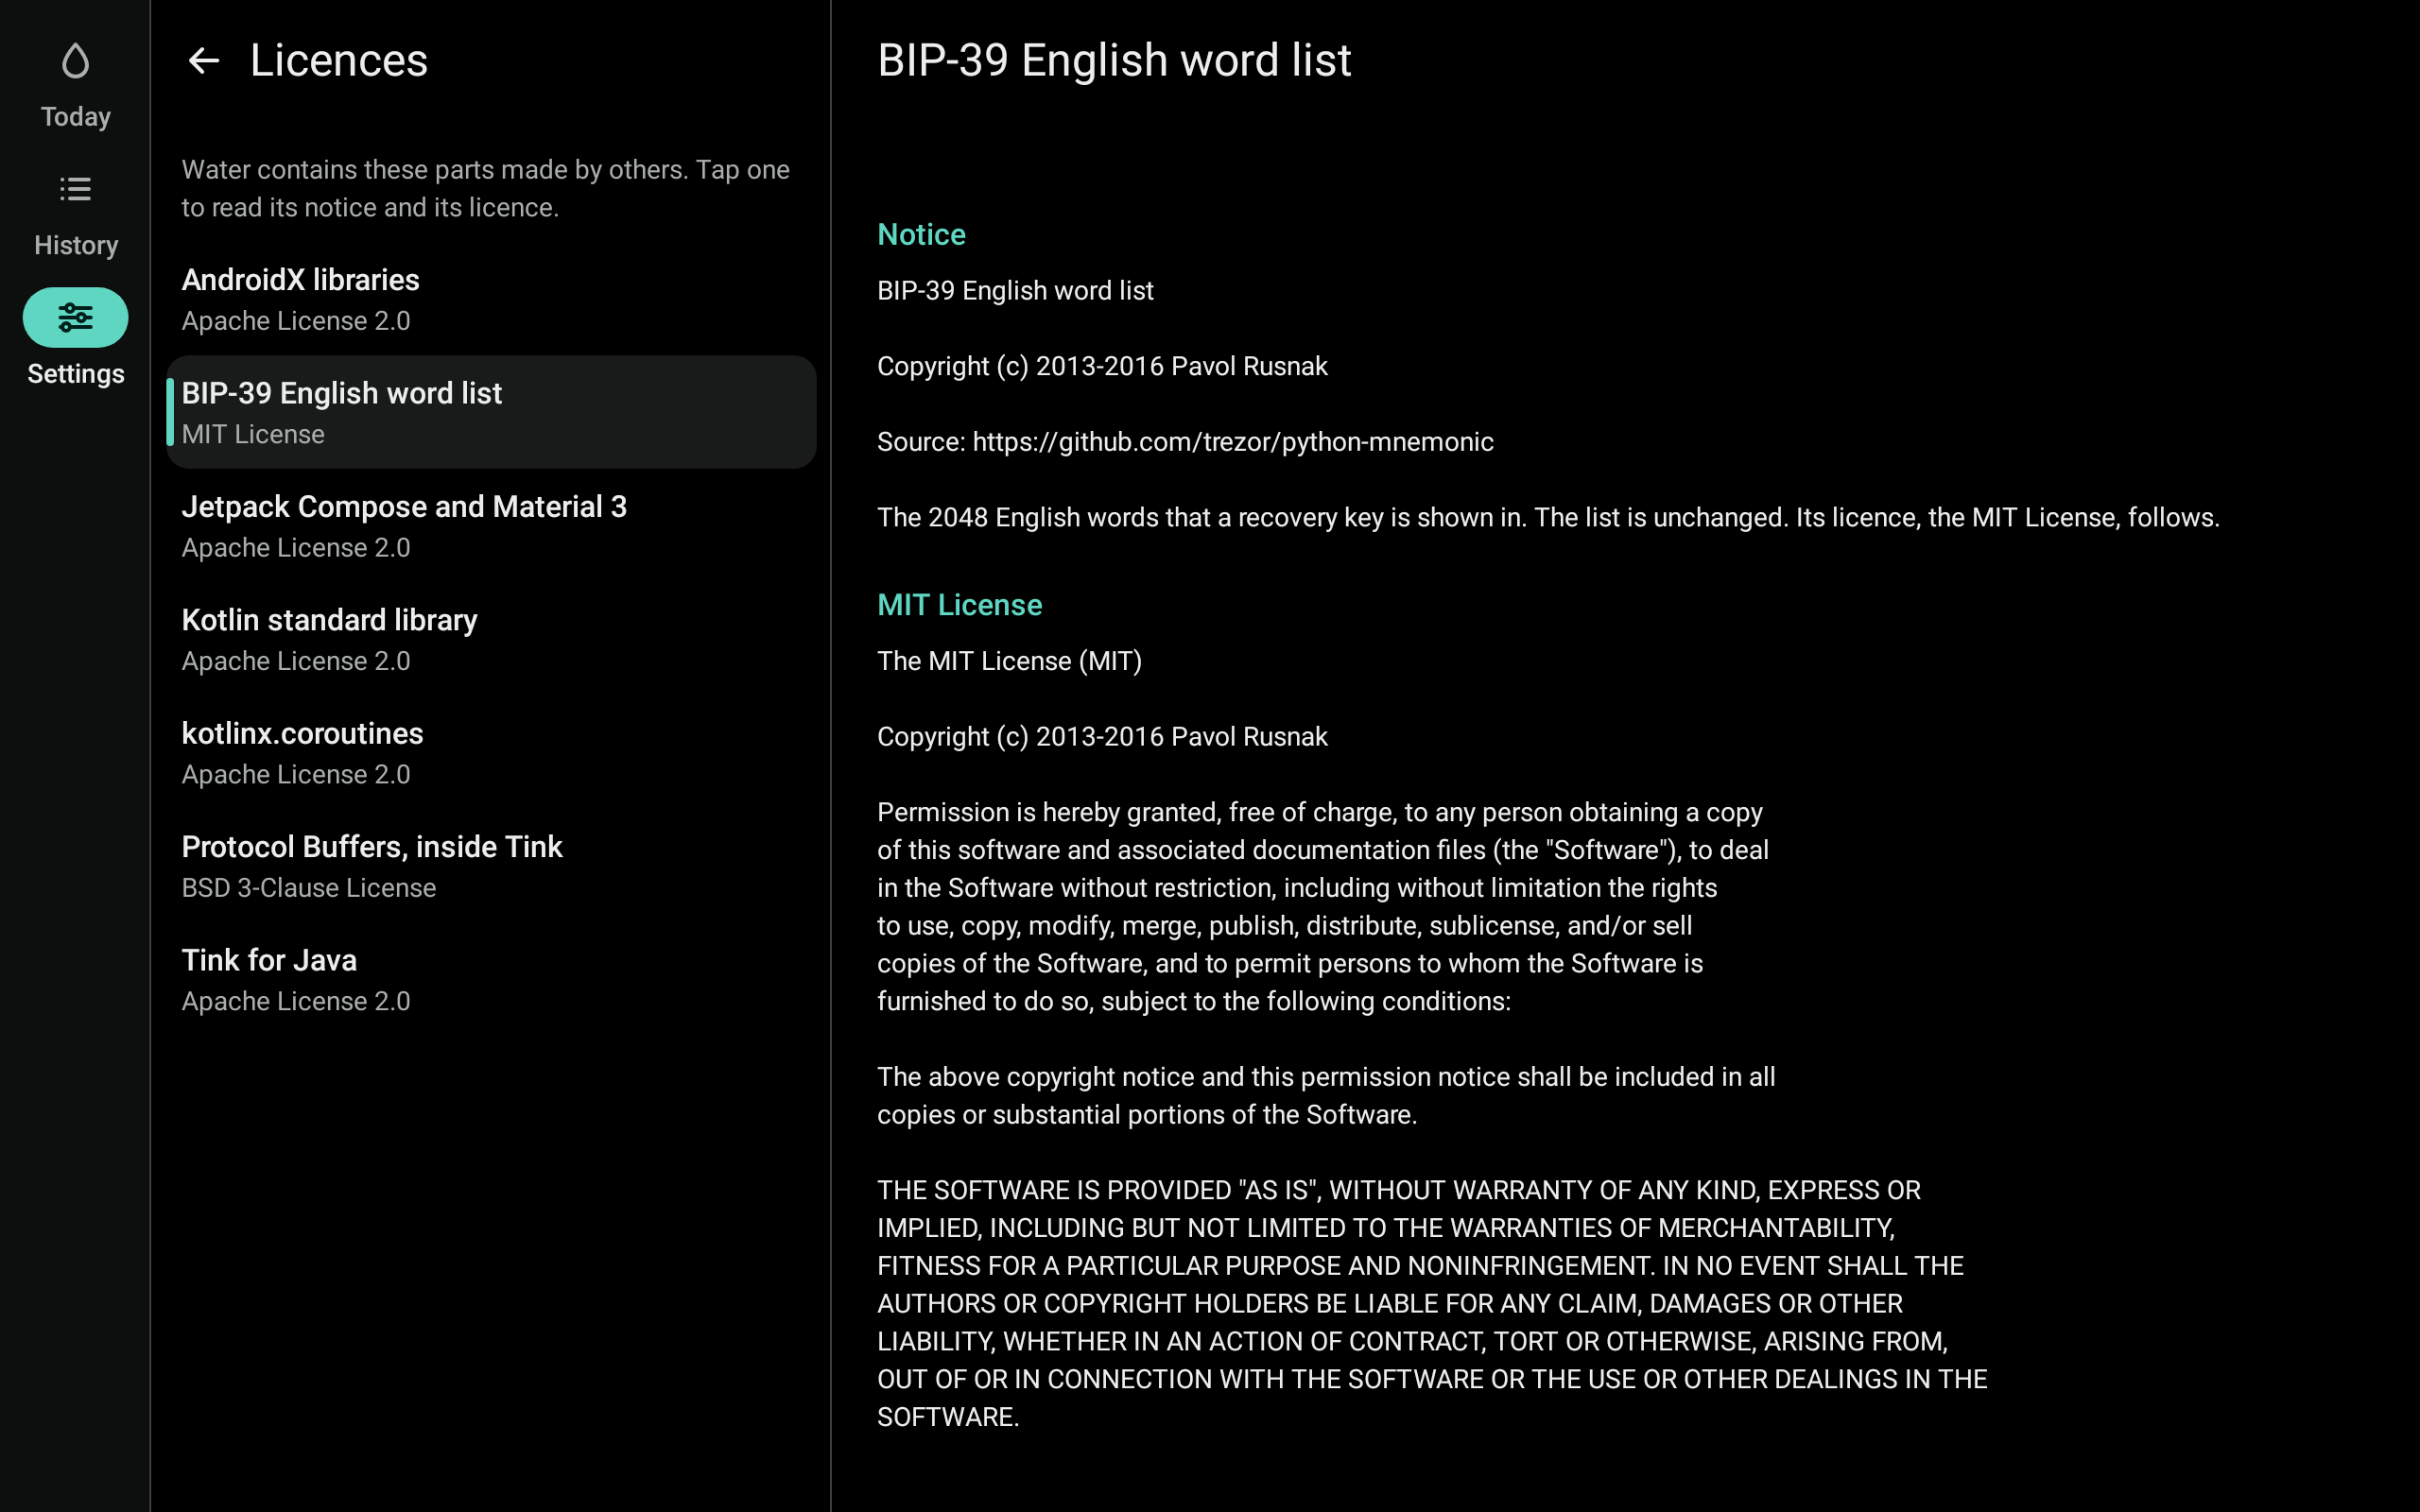 Today
History
Settings
Licences
Water contains these parts made by others. Tap one
to read its notice and its licence.
AndroidX libraries
Apache License 2.0
BIP-39 English word list
MIT License
Jetpack Compose and Material 3
Apache License 2.0
Kotlin standard library
Apache License 2.0
kotlinx.coroutines
Apache License 2.0
Protocol Buffers, inside Tink
BSD 3-Clause License
Tink for Java
Apache License 2.0
BIP-39 English word list
Notice
BIP-39 English word list
Copyright (c) 2013-2016 Pavol Rusnak
Source: https://github.com/trezor/python-mnemonic
The 2048 English words that a recovery key is shown in. The list is unchanged. Its licence, the MIT License, follows.
MIT License
The MIT License (MIT)
Copyright (c) 2013-2016 Pavol Rusnak
Permission is hereby granted, free of charge, to any person obtaining a copy
of this software and associated documentation files (the "Software"), to deal
in the Software without restriction, including without limitation the rights
to use, copy, modify, merge, publish, distribute, sublicense, and/or sell
copies of the Software, and to permit persons to whom the Software is
furnished to do so, subject to the following conditions:
The above copyright notice and this permission notice shall be included in all
copies or substantial portions of the Software.
THE SOFTWARE IS PROVIDED "AS IS", WITHOUT WARRANTY OF ANY KIND, EXPRESS OR
IMPLIED, INCLUDING BUT NOT LIMITED TO THE WARRANTIES OF MERCHANTABILITY,
FITNESS FOR A PARTICULAR PURPOSE AND NONINFRINGEMENT. IN NO EVENT SHALL THE
AUTHORS OR COPYRIGHT HOLDERS BE LIABLE FOR ANY CLAIM, DAMAGES OR OTHER
LIABILITY, WHETHER IN AN ACTION OF CONTRACT, TORT OR OTHERWISE, ARISING FROM,
OUT OF OR IN CONNECTION WITH THE SOFTWARE OR THE USE OR OTHER DEALINGS IN THE
SOFTWARE.